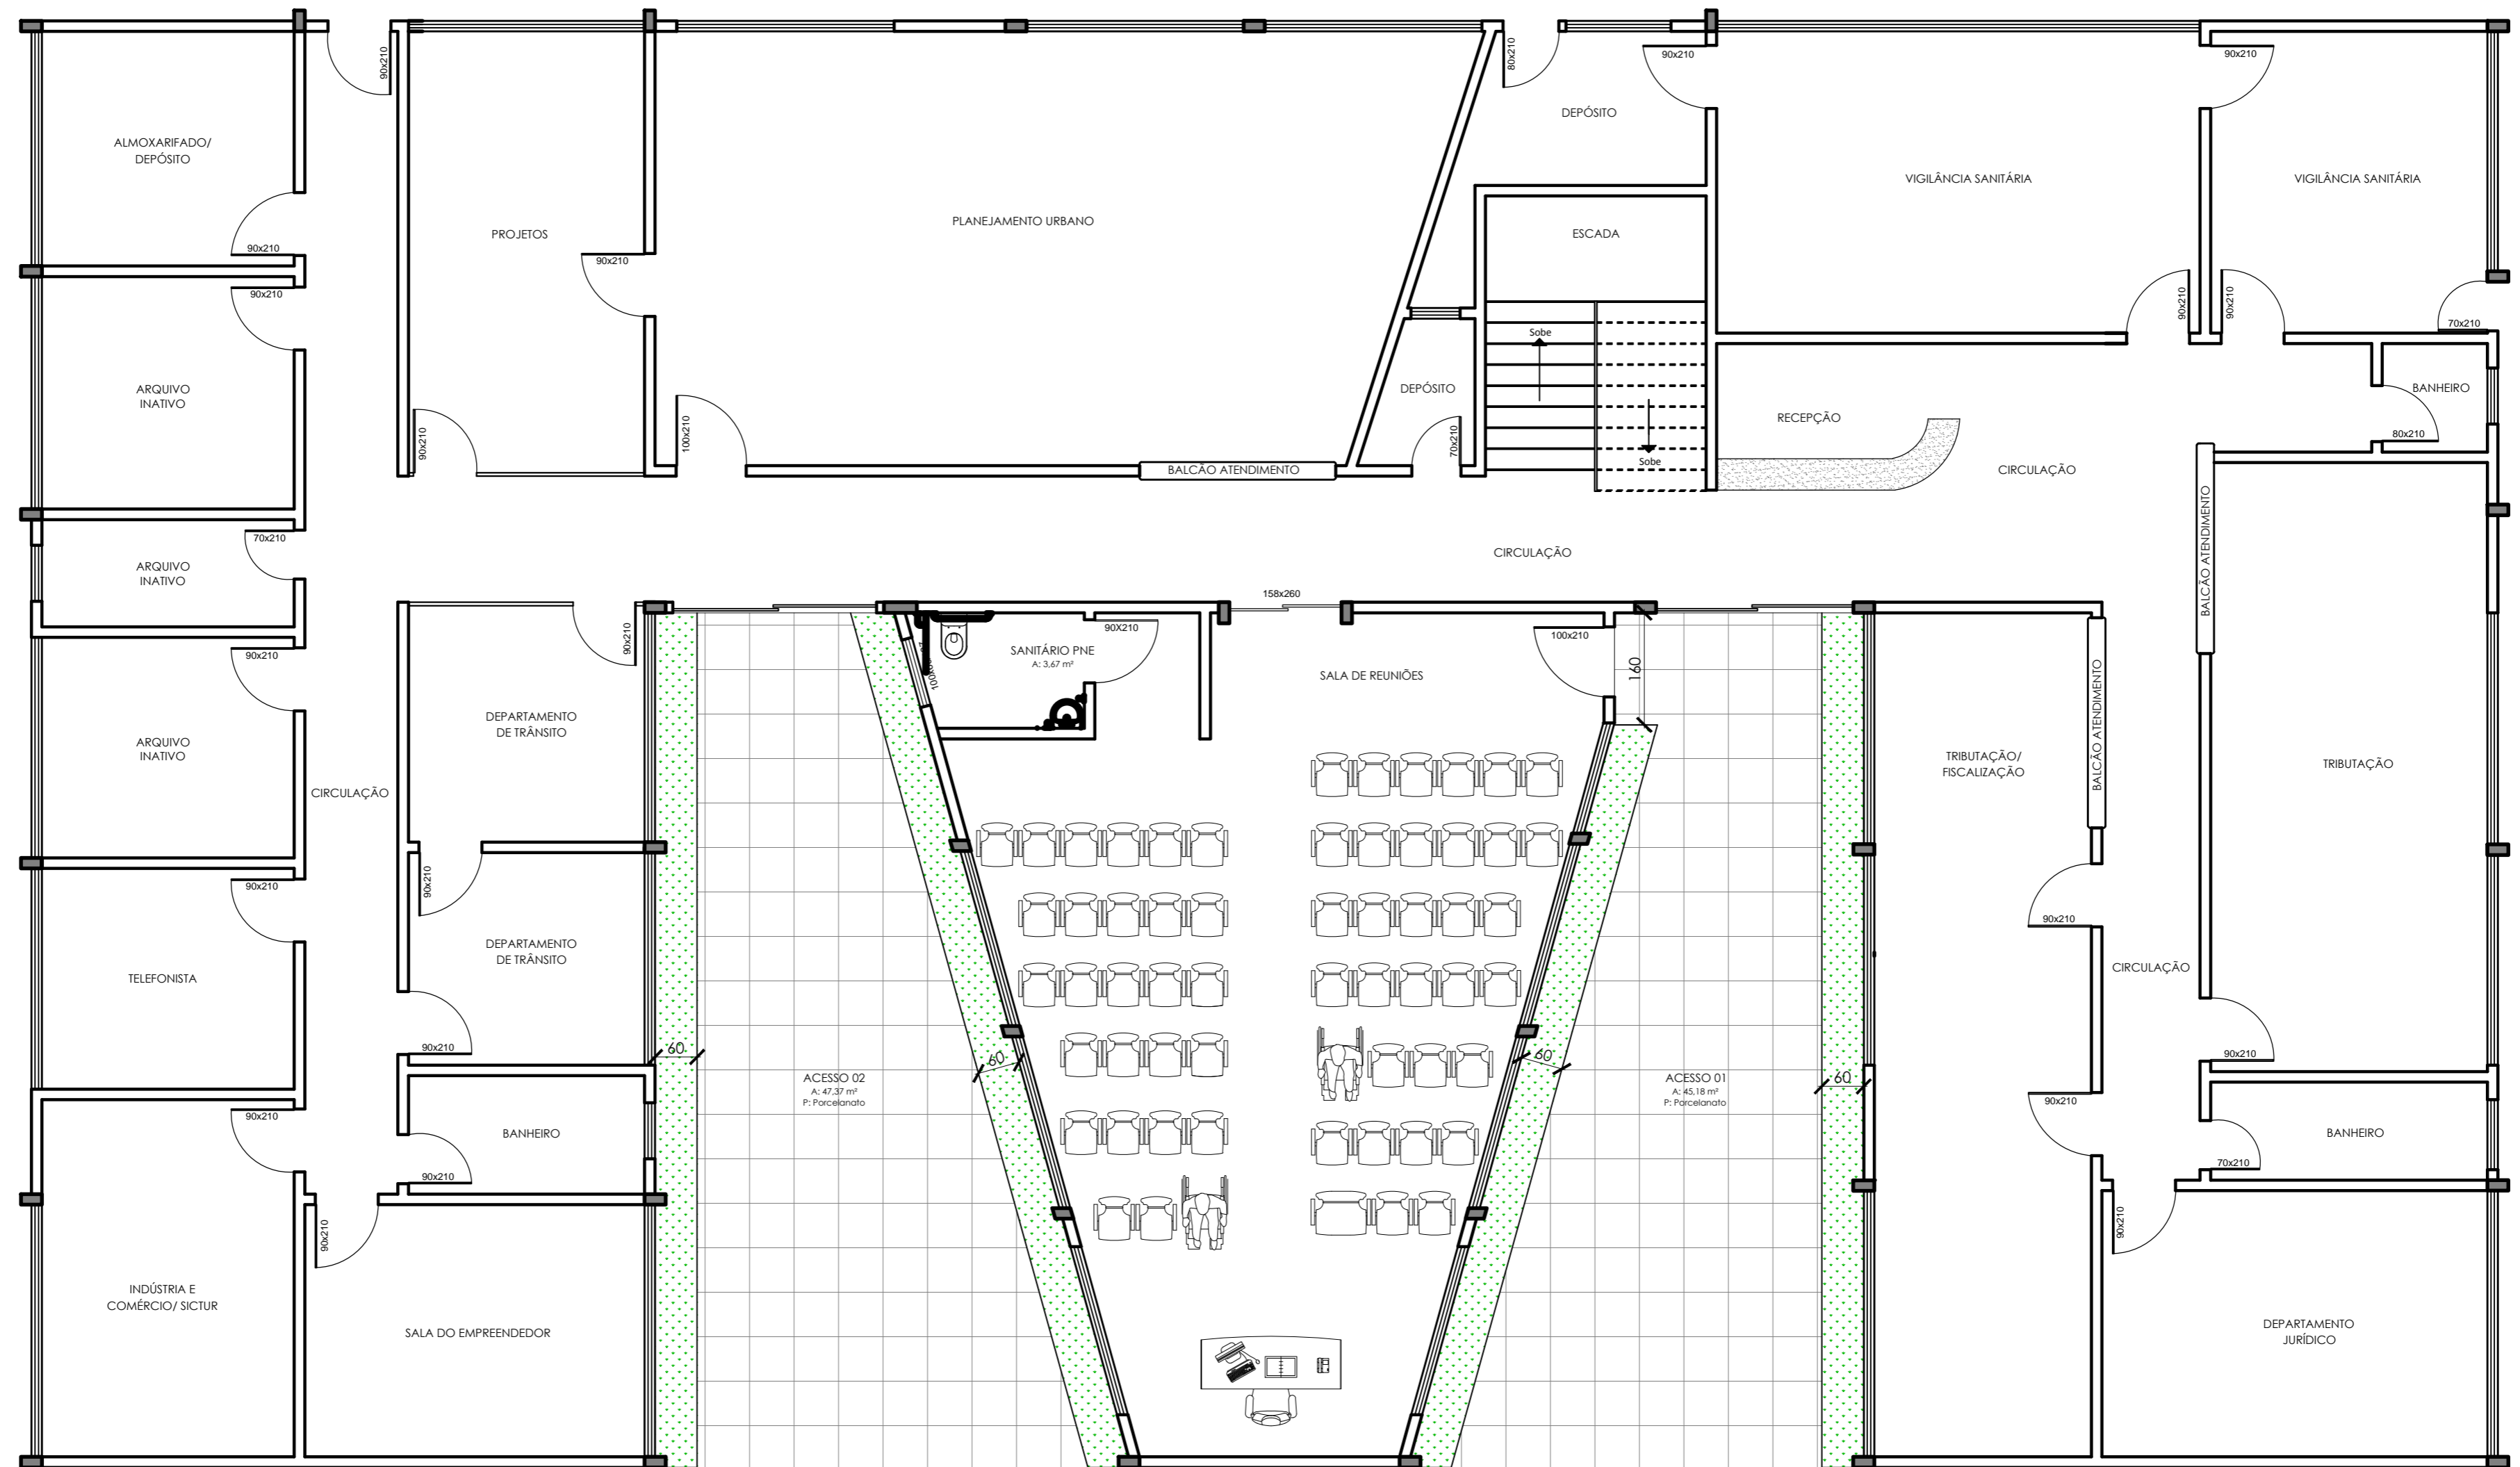 90x210
80x210
90x210
90x210
DEPÓSITO
ALMOXARIFADO/
DEPÓSITO
VIGILÂNCIA SANITÁRIA
VIGILÂNCIA SANITÁRIA
PLANEJAMENTO URBANO
PROJETOS
ESCADA
90x210
90x210
90x210
90x210
90x210
70x210
Sobe
ARQUIVO
INATIVO
DEPÓSITO
BANHEIRO
RECEPÇÃO
90x210
100x210
70x210
80x210
Sobe
BALCÃO ATENDIMENTO
CIRCULAÇÃO
70x210
BALCÃO ATENDIMENTO
CIRCULAÇÃO
ARQUIVO
INATIVO
158x260
90x210
90X210
100x210
90x210
SANITÁRIO PNE
A: 3,67 m²
SALA DE REUNIÕES
160
DEPARTAMENTO
DE TRÂNSITO
ARQUIVO
INATIVO
BALCÃO ATENDIMENTO
TRIBUTAÇÃO/
FISCALIZAÇÃO
TRIBUTAÇÃO
CIRCULAÇÃO
90x210
90x210
90x210
DEPARTAMENTO
DE TRÂNSITO
TELEFONISTA
CIRCULAÇÃO
90x210
60
60
60
60
90x210
ACESSO 02
A: 47,37 m²
P: Porcelanato
ACESSO 01
A: 45,18 m²
P: Porcelanato
90x210
90x210
BANHEIRO
BANHEIRO
90x210
70x210
90x210
90x210
INDÚSTRIA E
COMÉRCIO/ SICTUR
SALA DO EMPREENDEDOR
DEPARTAMENTO
JURÍDICO